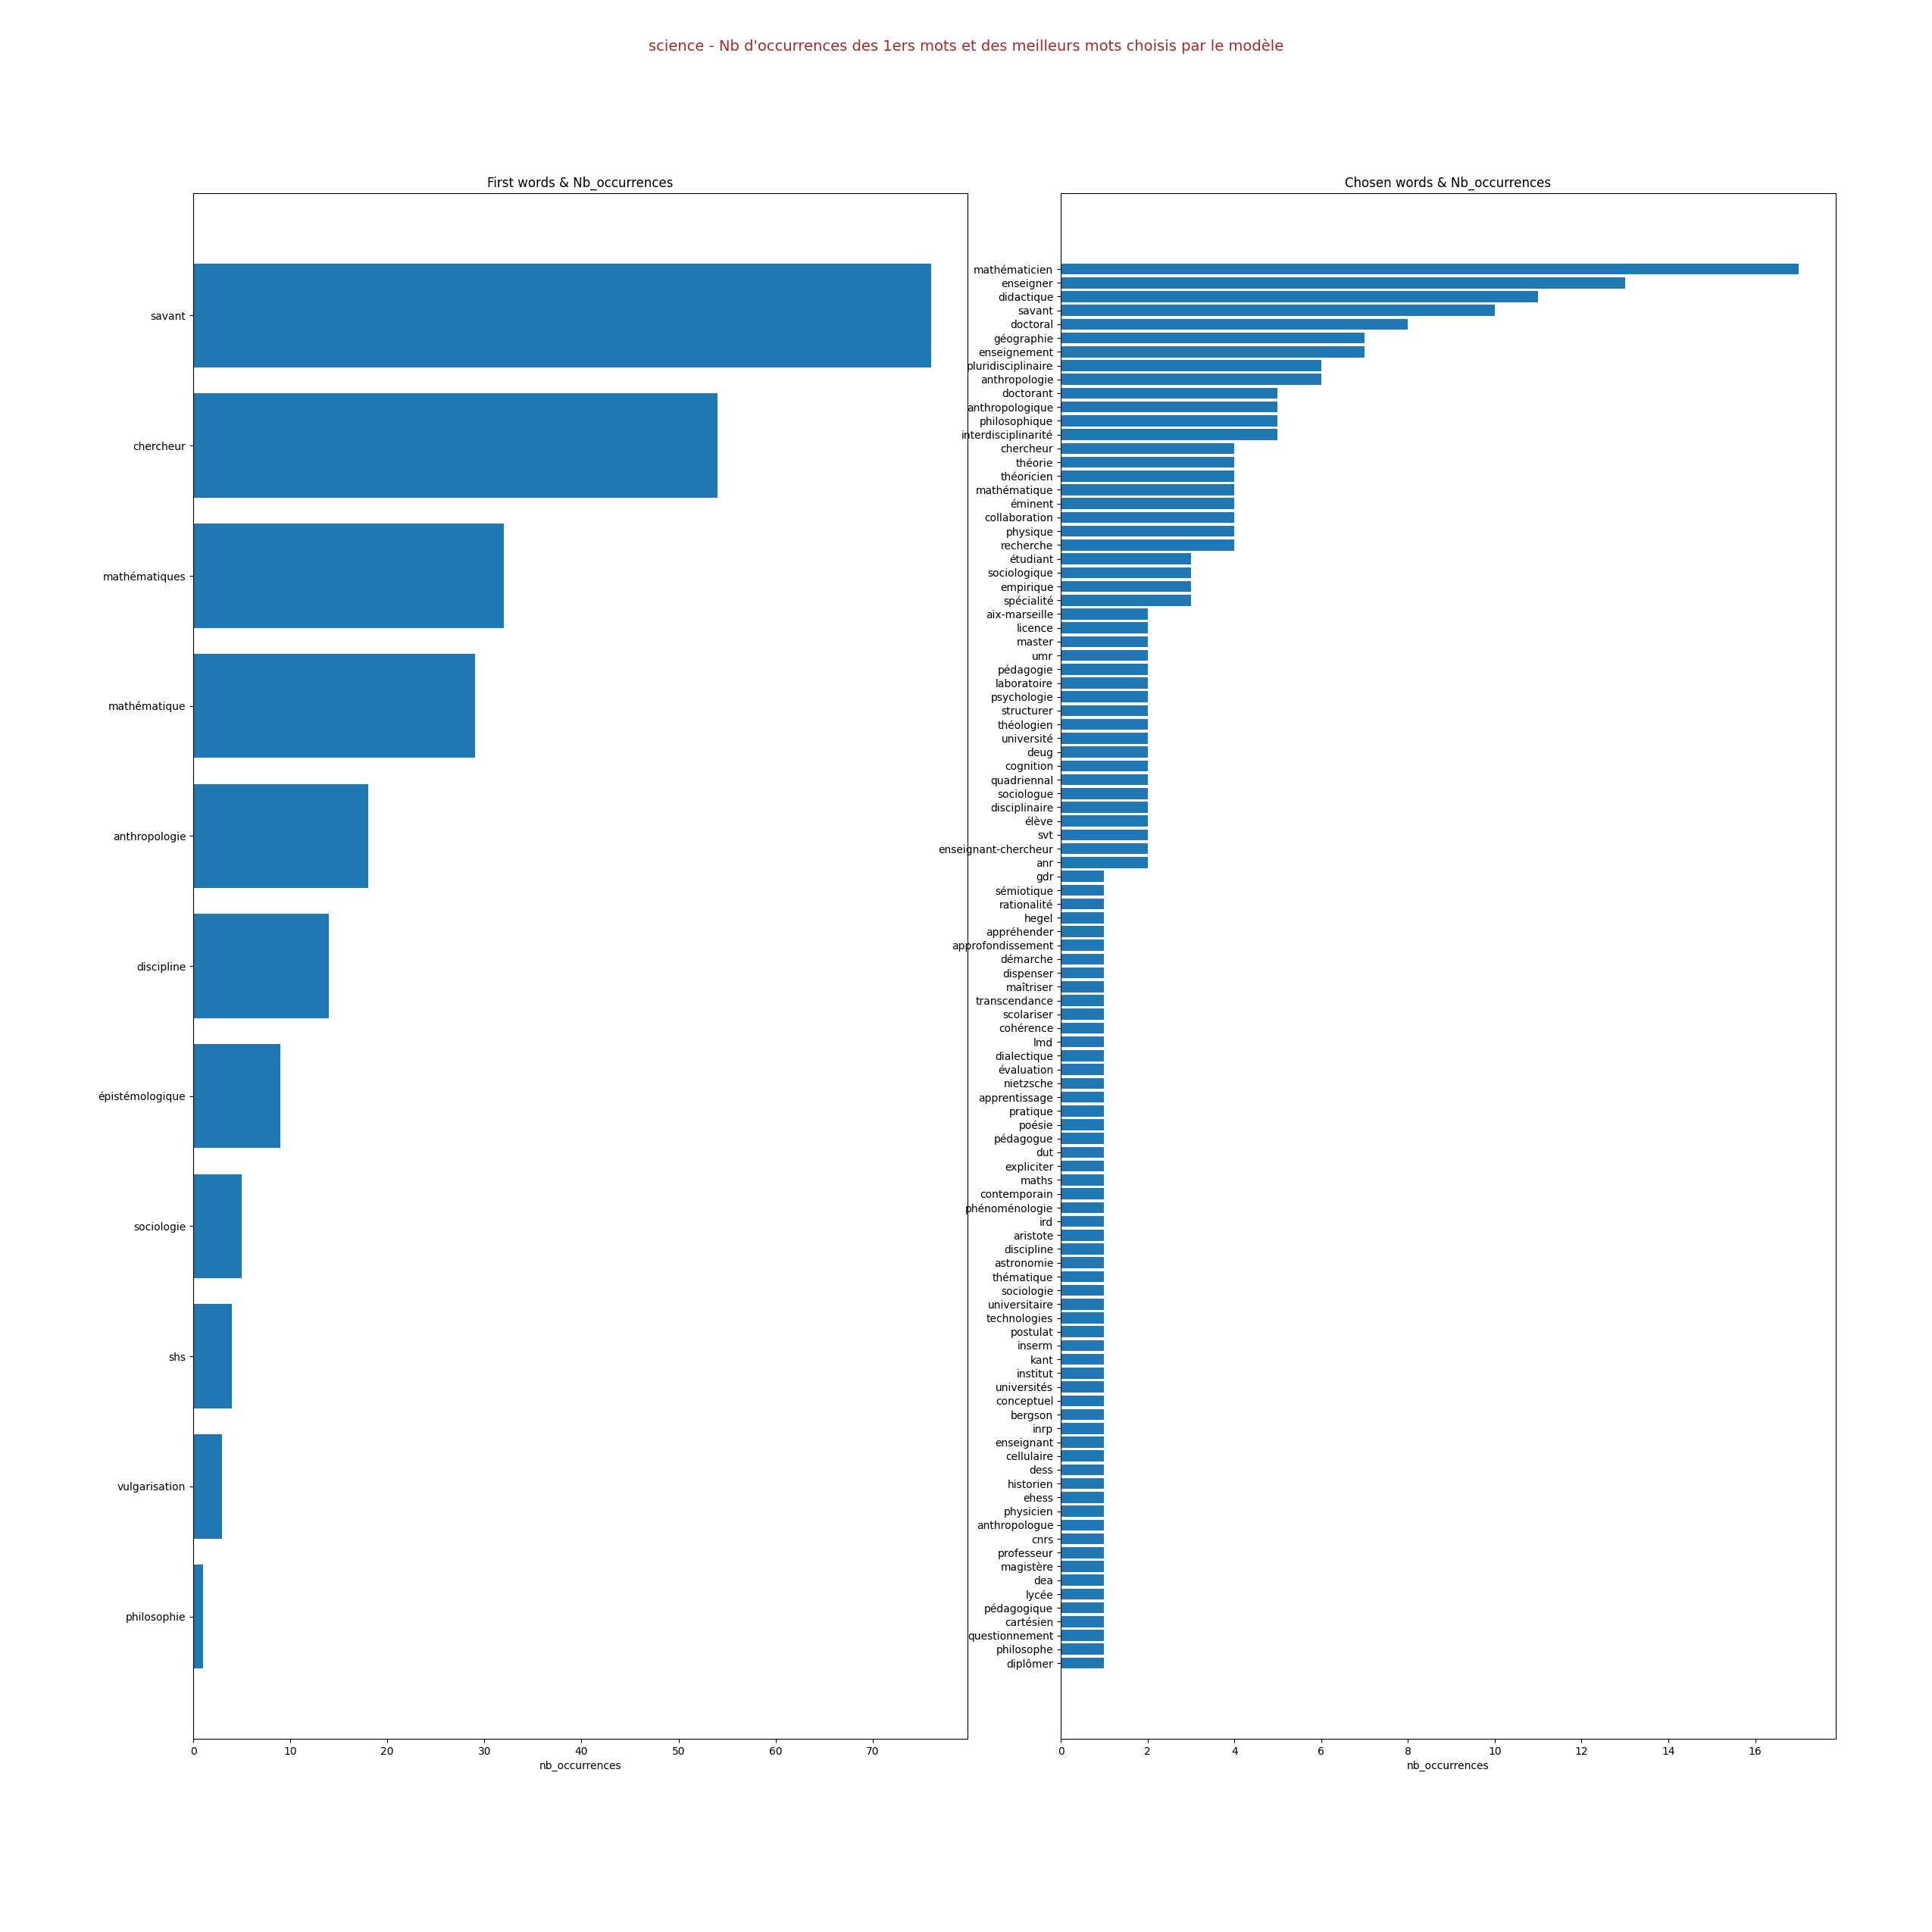 science - Nb d'occurrences des 1ers mots et des meilleurs mots choisis par le modèle
First words & Nb_occurrences
savant
chercheur
mathématiques
mathématique
anthropologie
discipline
épistémologique
sociologie
shs
vulgarisation
philosophie
0 10 20 30 40 50 60 70
nb_occurrences
Chosen words & Nb_occurrences
mathématicien
enseigner
didactique
savant
doctoral
géographie
enseignement
pluridisciplinaire
anthropologie
doctorant
anthropologique
philosophique
interdisciplinarité
chercheur
théorie
théoricien
mathématique
éminent
collaboration
physique
recherche
étudiant
sociologique
empirique
spécialité
aix-marseille
licence
master
umr
pédagogie
laboratoire
psychologie
structurer
théologien
université
deug
cognition
quadriennal
sociologue
disciplinaire
élève
svt
enseignant-chercheur
anr
gdr
sémiotique
rationalité
hegel
appréhender
approfondissement
démarche
dispenser
maîtriser
transcendance
scolariser
cohérence
lmd
dialectique
évaluation
nietzsche
apprentissage
pratique
poésie
pédagogue
dut
expliciter
maths
contemporain
phénoménologie
ird
aristote
discipline
astronomie
thématique
sociologie
universitaire
technologies
postulat
inserm
kant
institut
universités
conceptuel
bergson
inrp
enseignant
cellulaire
dess
historien
ehess
physicien
anthropologue
cnrs
professeur
magistère
dea
lycée
pédagogique
cartésien
questionnement
philosophe
diplômer
0 2 4 6 8 10 12 14 16
nb_occurrences